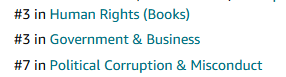 #3 in Human Rights (Books)
#3 in Government & Business
#7 in Political Corruption & Misconduct